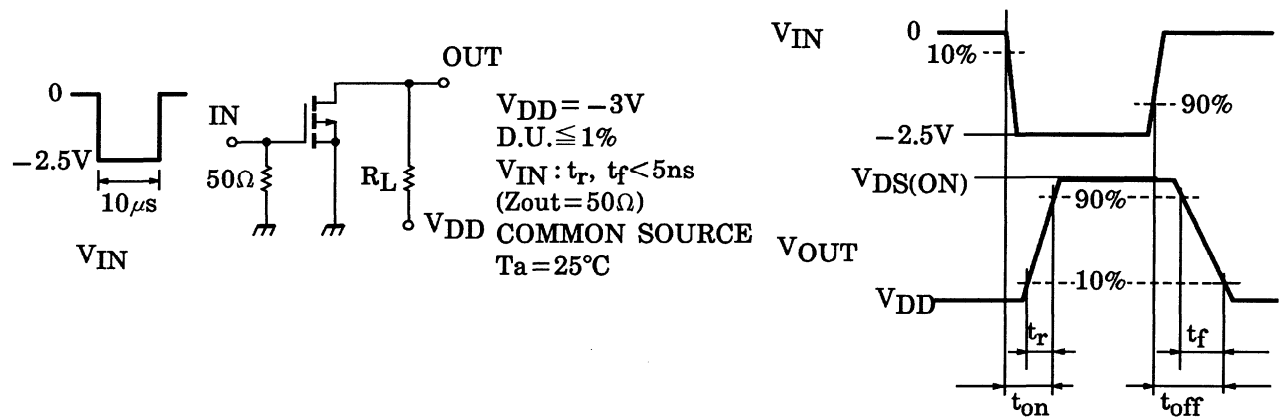 0
−2.5V
10μs
VIN
IN
50Ω
OUT
RL
VDD
VDD = −3V
D.U.≦1%
VIN : tr, tf<5ns
(Zout=50Ω)
COMMON SOURCE
Ta=25°C
VIN
0
10%
90%
−2.5V
VDS(ON)
90%
VOUT
10%
VDD
tr
tf
ton
toff